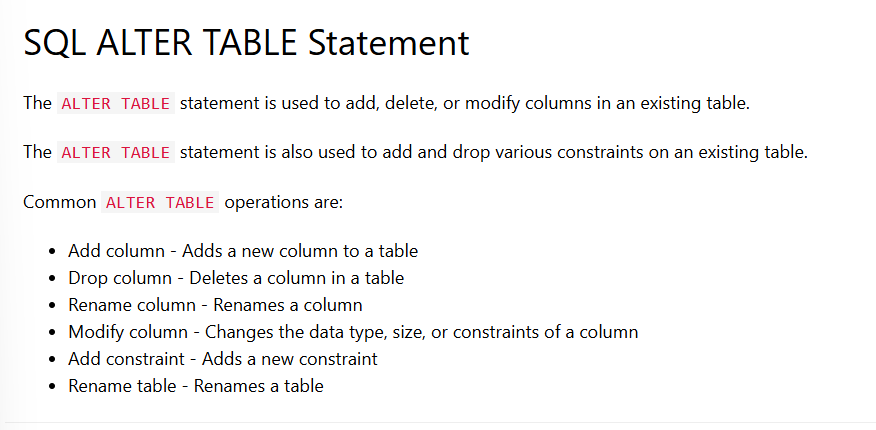 SQL ALTER TABLE Statement
The ALTER TABLE statement is used to add, delete, or modify columns in an existing table.
The ALTER TABLE statement is also used to add and drop various constraints on an existing table.
Common ALTER TABLE operations are:
• Add column - Adds a new column to a table
• Drop column - Deletes a column in a table
• Rename column - Renames a column
• Modify column - Changes the data type, size, or constraints of a column
• Add constraint - Adds a new constraint
• Rename table - Renames a table